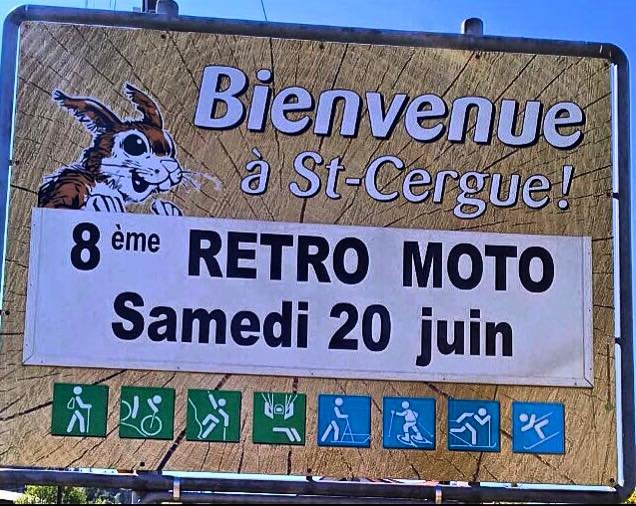 Bienvenue
à St-Cergue!
8 ème RETRO MOTO
Samedi 20 juin